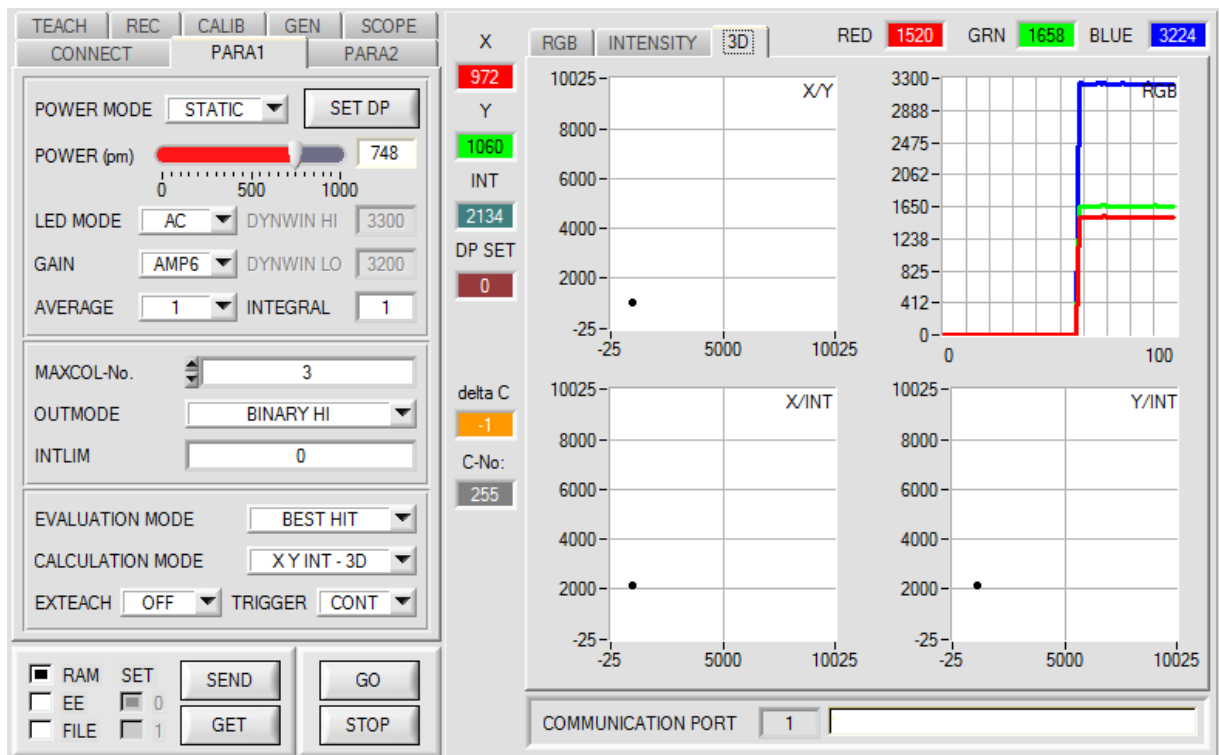 TEACH REC CALIB GEN SCOPE
CONNECT PARA1 PARA2
POWER MODE STATIC SET DP
POWER (pm) 748
0 500 1000
LED MODE AC DYNWIN HI 3300
GAIN AMP6 DYNWIN LO 3200
AVERAGE 1 INTEGRAL 1
MAXCOL-No. 3
OUTMODE BINARY HI
INTLIM 0
EVALUATION MODE BEST HIT
CALCULATION MODE X Y INT - 3D
EXTEACH OFF TRIGGER CONT
RAM SET SEND GO
EE 0
FILE 1 GET STOP
X
972
Y
1060
INT
2134
DP SET
0
delta C
-1
C-No:
255
RGB INTENSITY 3D RED 1520 GRN 1658 BLUE 3224
X/Y
10025
8000
6000
4000
2000
-25
-25 5000 10025
RGB
3300
2888
2475
2062
1650
1238
825
412
0
0 100
X/INT
10025
8000
6000
4000
2000
-25
-25 5000 10025
Y/INT
10025
8000
6000
4000
2000
-25
-25 5000 10025
COMMUNICATION PORT 1